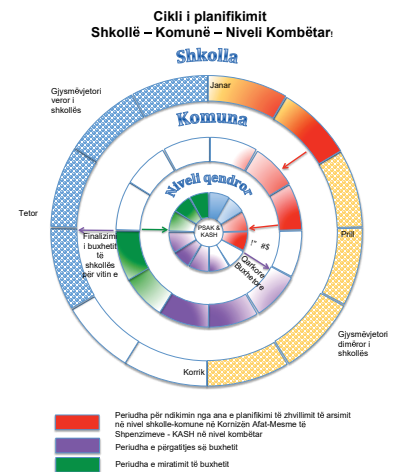 Cikli i planifikimit
Shkollë – Komunë – Niveli Kombëtar
Shkolla
Janar
Gjysmëvjetori
veror i
shkollës
Komuna
Niveli qendror
Tetor
PSAK &
KASH
Prill
Finalizimi
i buxhetit
të
shkollës
për vitin e
!" #$
Qarkore
Buxhetore
Gjysmëvjetori
dimëror i
shkollës
Korrik
Periudha për ndikimin nga ana e planifikimi të zhvillimit të arsimit
në nivel shkolle-komune në Kornizën Afat-Mesme të
Shpenzimeve - KASH në nivel kombëtar
Periudha e përgatitjes së buxhetit
Periudha e miratimit të buxhetit